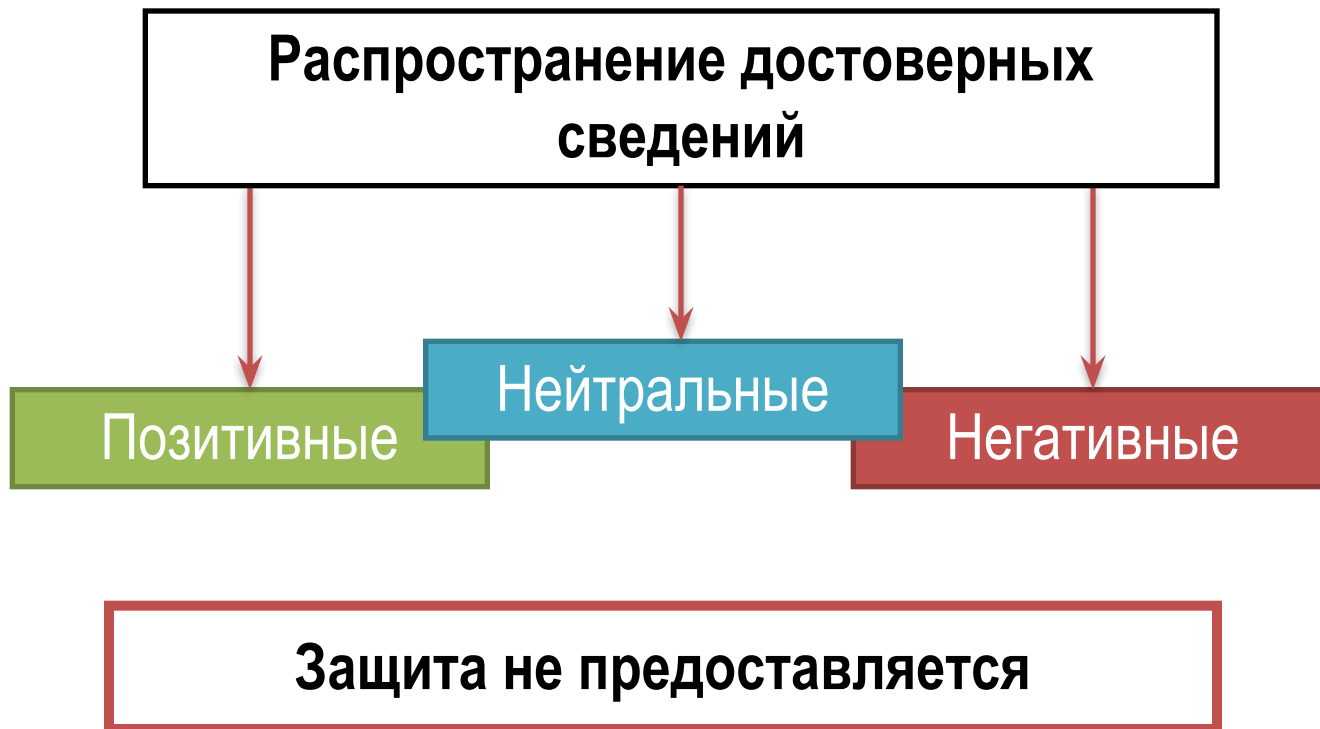 Распространение достоверных
сведений
Нейтральные
Позитивные
Негативные
Защита не предоставляется